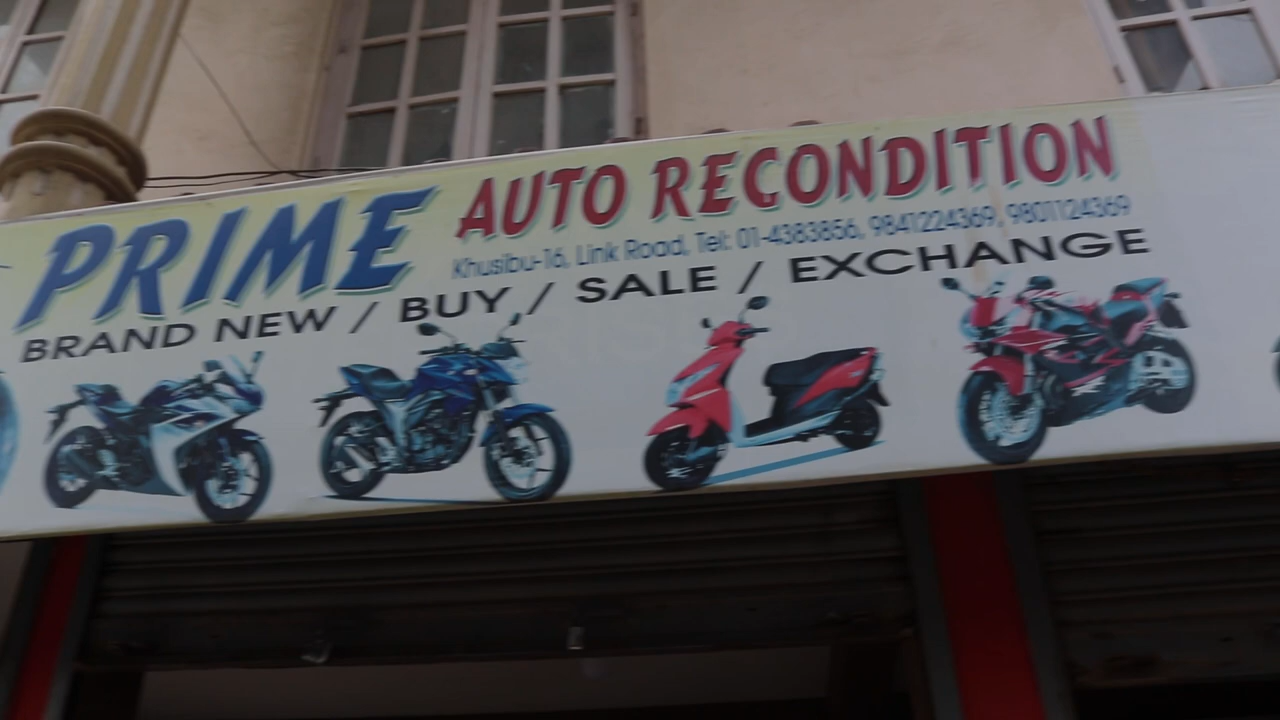 PRIME AUTO RECONDITION
Khusibu-16, Link Road, Tel: 01-4383856, 9841224369, 9801124369
BRAND NEW / BUY / SALE / EXCHANGE